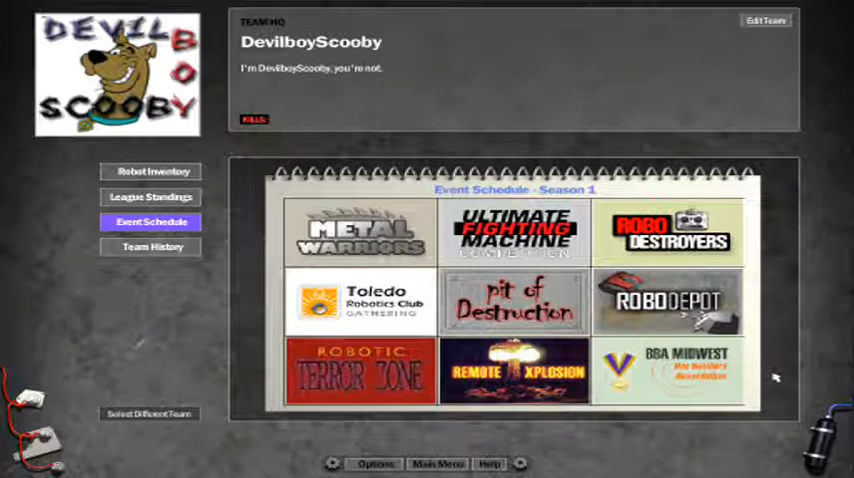 DEVIL
BOY
SCOOBY
TEAM HQ
Edit Team
DevilboyScooby
I'm DevilboyScooby, you're not.
KILLS
Robot Inventory
League Standings
Event Schedule
Team History
Select Different Team
Event Schedule - Season 1
METAL
WARRIORS
ULTIMATE
FIGHTING
MACHINE
COMPETITION
ROBO
DESTROYERS
Toledo
Robotics Club
GATHERING
pit of
Destruction
ROBODEPOT
ROBOTIC
TERROR ZONE
REMOTE XPLOSION
BBA MIDWEST
Options
Main Menu
Help